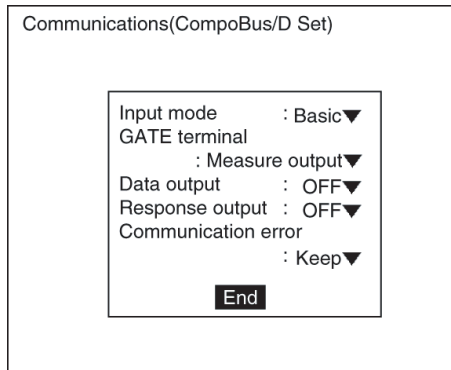 Communications(CompoBus/D Set)
Input mode : Basic▼
GATE terminal
: Measure output▼
Data output : OFF▼
Response output : OFF▼
Communication error
: Keep▼
End